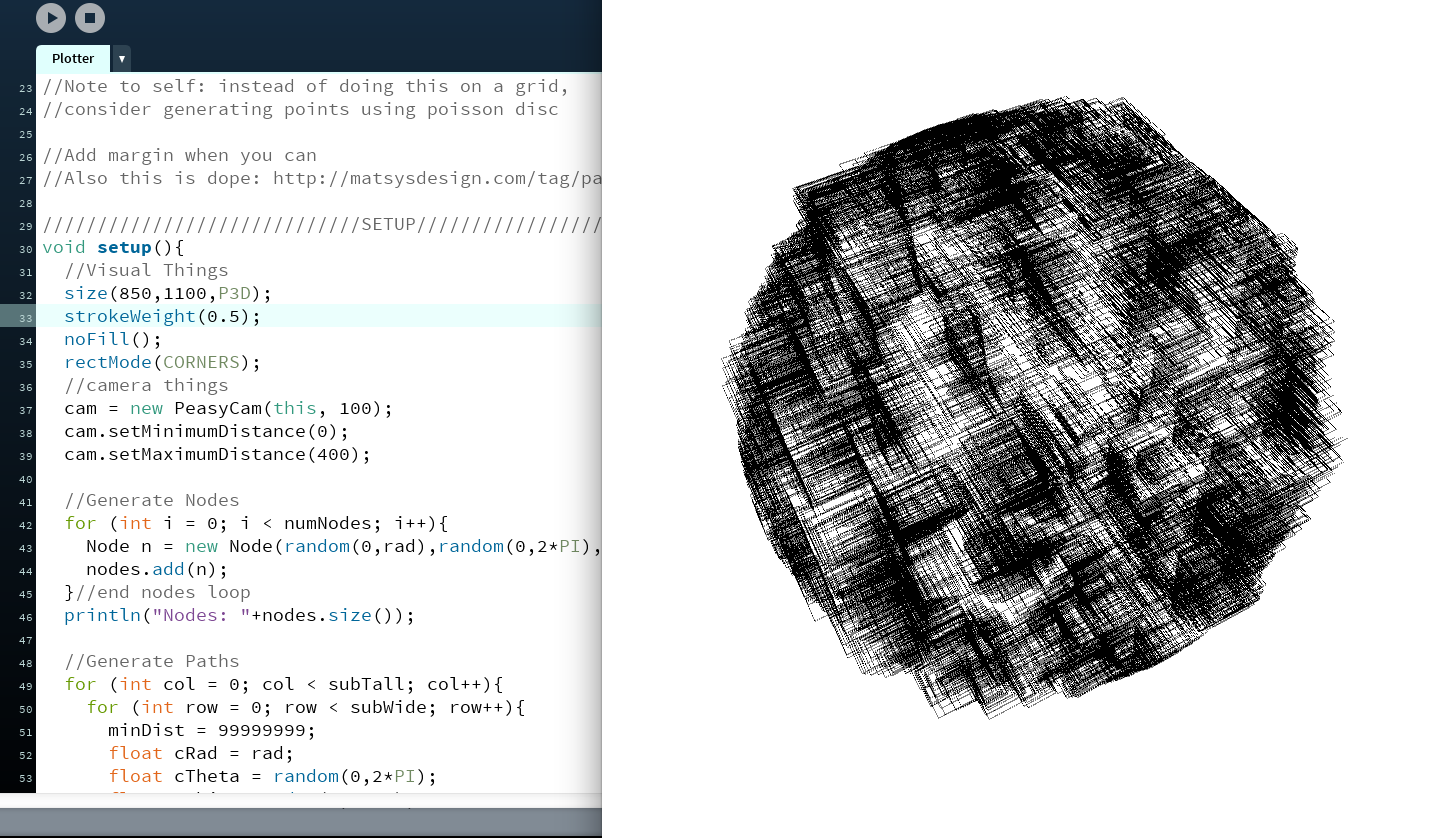 Plotter
23 //Note to self: instead of doing this on a grid,
24 //consider generating points using poisson disc
25
26 //Add margin when you can
27 //Also this is dope: http://matsysdesign.com/tag/pa
28
29 /////////////////////////////SETUP/////////////////
30 void setup(){
31 //Visual Things
32 size(850,1100,P3D);
33 strokeWeight(0.5);
34 noFill();
35 rectMode(CORNERS);
36 //camera things
37 cam = new PeasyCam(this, 100);
38 cam.setMinimumDistance(0);
39 cam.setMaximumDistance(400);
40
41 //Generate Nodes
42 for (int i = 0; i < numNodes; i++){
43 Node n = new Node(random(0,rad),random(0,2*PI),
44 nodes.add(n);
45 }//end nodes loop
46 println("Nodes: "+nodes.size());
47
48 //Generate Paths
49 for (int col = 0; col < subTall; col++){
50 for (int row = 0; row < subWide; row++){
51 minDist = 99999999;
52 float cRad = rad;
53 float cTheta = random(0,2*PI);